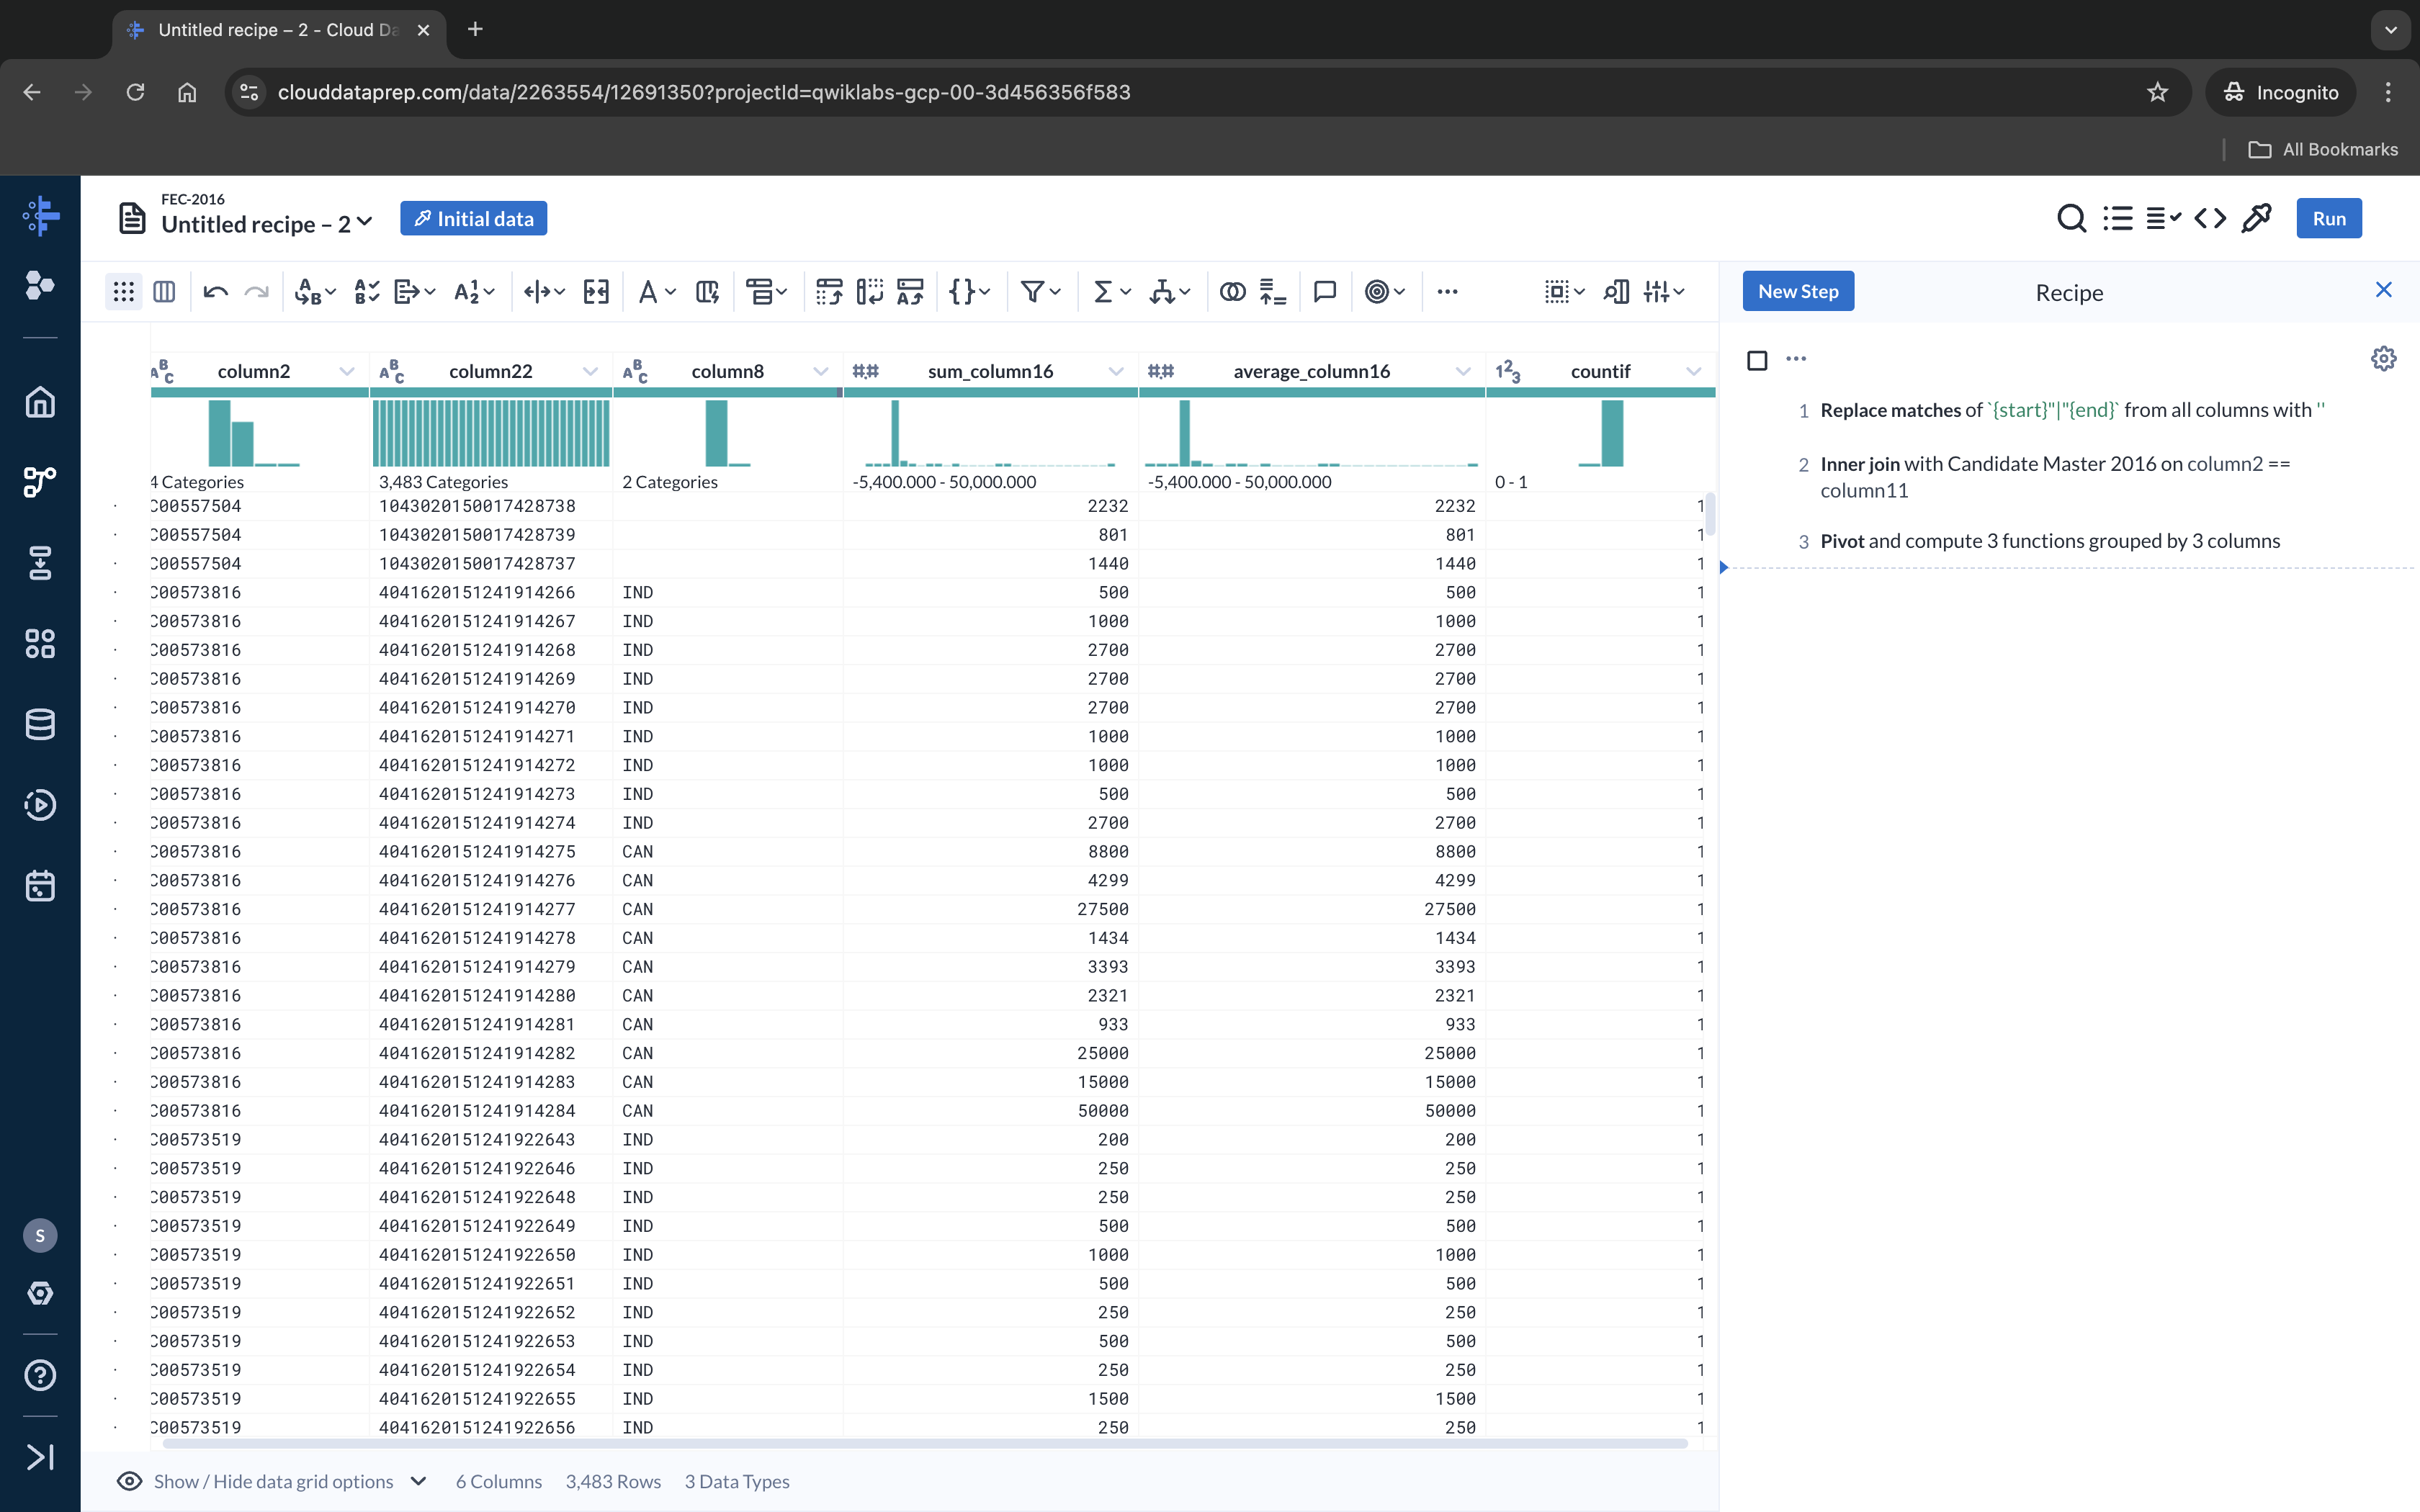 Untitled recipe – 2 - Cloud Da
clouddataprep.com/data/2263554/12691350?projectId=qwiklabs-gcp-00-3d456356f583
Incognito
All Bookmarks
FEC-2016
Untitled recipe – 2
Initial data
Run
New Step
Recipe
column2 column22 column8 sum_column16 average_column16 countif
4 Categories 3,483 Categories 2 Categories -5,400.000 - 50,000.000 -5,400.000 - 50,000.000 0 - 1
C00557504 1043020150017428738 2232 2232 1
C00557504 1043020150017428739 801 801 1
C00557504 1043020150017428737 1440 1440 1
C00573816 4041620151241914266 IND 500 500 1
C00573816 4041620151241914267 IND 1000 1000 1
C00573816 4041620151241914268 IND 2700 2700 1
C00573816 4041620151241914269 IND 2700 2700 1
C00573816 4041620151241914270 IND 2700 2700 1
C00573816 4041620151241914271 IND 1000 1000 1
C00573816 4041620151241914272 IND 1000 1000 1
C00573816 4041620151241914273 IND 500 500 1
C00573816 4041620151241914274 IND 2700 2700 1
C00573816 4041620151241914275 CAN 8800 8800 1
C00573816 4041620151241914276 CAN 4299 4299 1
C00573816 4041620151241914277 CAN 27500 27500 1
C00573816 4041620151241914278 CAN 1434 1434 1
C00573816 4041620151241914279 CAN 3393 3393 1
C00573816 4041620151241914280 CAN 2321 2321 1
C00573816 4041620151241914281 CAN 933 933 1
C00573816 4041620151241914282 CAN 25000 25000 1
C00573816 4041620151241914283 CAN 15000 15000 1
C00573816 4041620151241914284 CAN 50000 50000 1
C00573519 4041620151241922643 IND 200 200 1
C00573519 4041620151241922646 IND 250 250 1
C00573519 4041620151241922648 IND 250 250 1
C00573519 4041620151241922649 IND 500 500 1
C00573519 4041620151241922650 IND 1000 1000 1
C00573519 4041620151241922651 IND 500 500 1
C00573519 4041620151241922652 IND 250 250 1
C00573519 4041620151241922653 IND 500 500 1
C00573519 4041620151241922654 IND 250 250 1
C00573519 4041620151241922655 IND 1500 1500 1
C00573519 4041620151241922656 IND 250 250 1
1 Replace matches of `{start}"|"{end}` from all columns with ''
2 Inner join with Candidate Master 2016 on column2 ==
column11
3 Pivot and compute 3 functions grouped by 3 columns
S
Show / Hide data grid options 6 Columns 3,483 Rows 3 Data Types